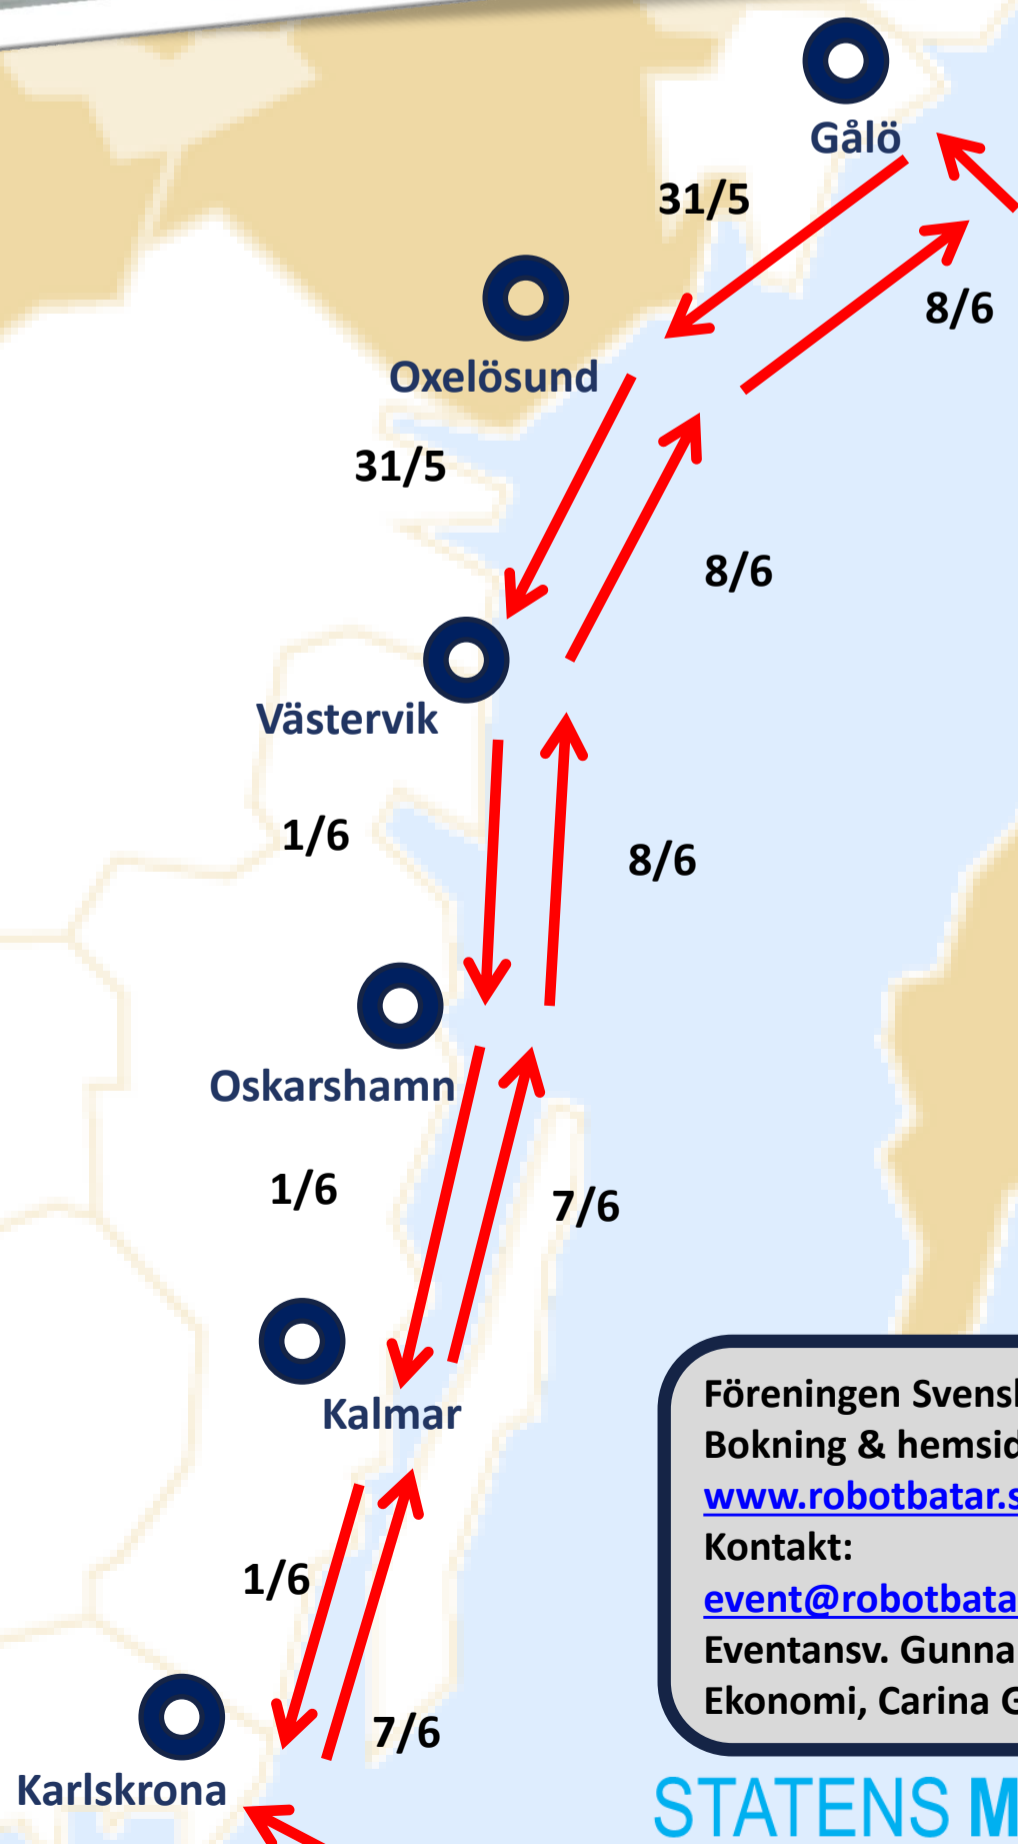 Gålö
31/5
8/6
Oxelösund
31/5
8/6
Västervik
1/6
8/6
Oskarshamn
1/6
7/6
Kalmar
Föreningen
Bokning & hemsid
www.robotbatar.s
Kontakt:
event@robotbata
Eventansv. Gunna
Ekonomi, Carina G
1/6
7/6
Karlskrona
STATENS M